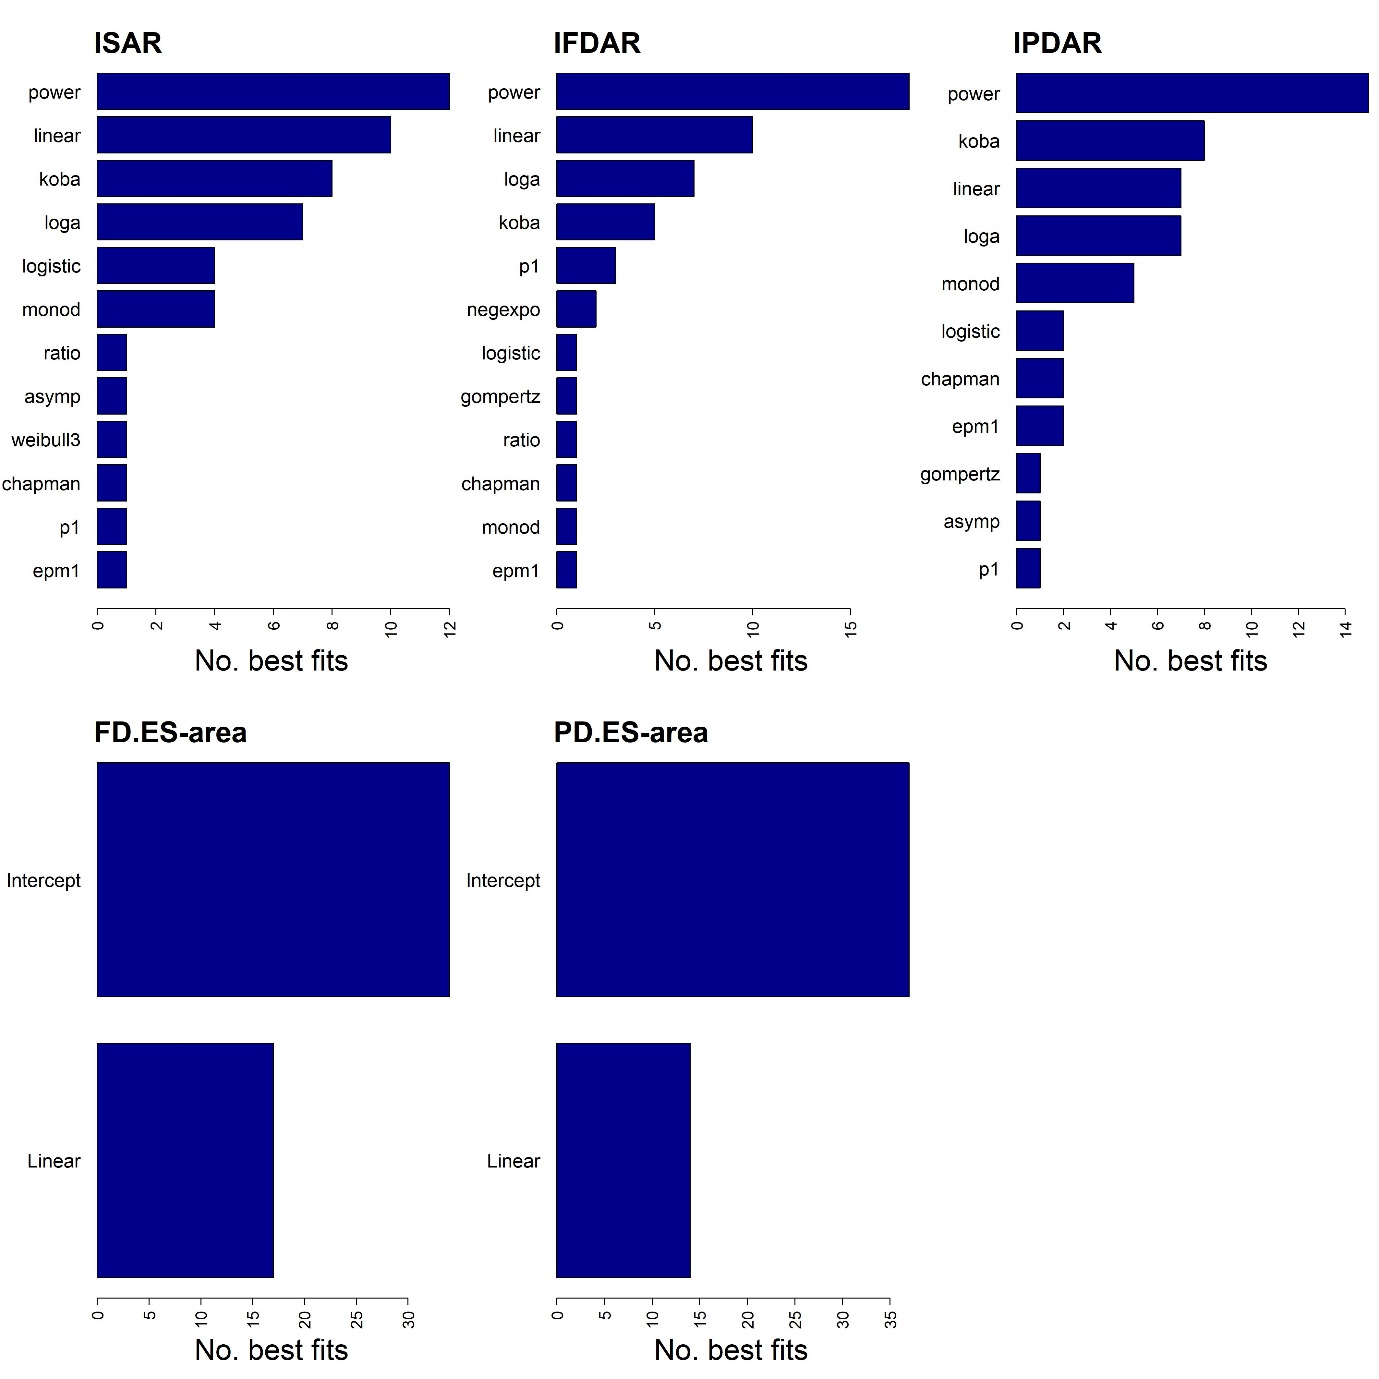 ISAR
power
linear
koba
loga
logistic
monod
ratio
asymp
weibull3
chapman
p1
epm1
0 2 4 6 8 10 12
No. best fits
IFDAR
power
linear
loga
koba
p1
negexpo
logistic
gompertz
ratio
chapman
monod
epm1
0 5 10 15
No. best fits
IPDAR
power
koba
linear
loga
monod
logistic
chapman
epm1
gompertz
asymp
p1
0 2 4 6 8 10 12 14
No. best fits
FD.ES-area
Intercept
Linear
0 5 10 15 20 25 30
No. best fits
PD.ES-area
Intercept
Linear
0 5 10 15 20 25 30 35
No. best fits